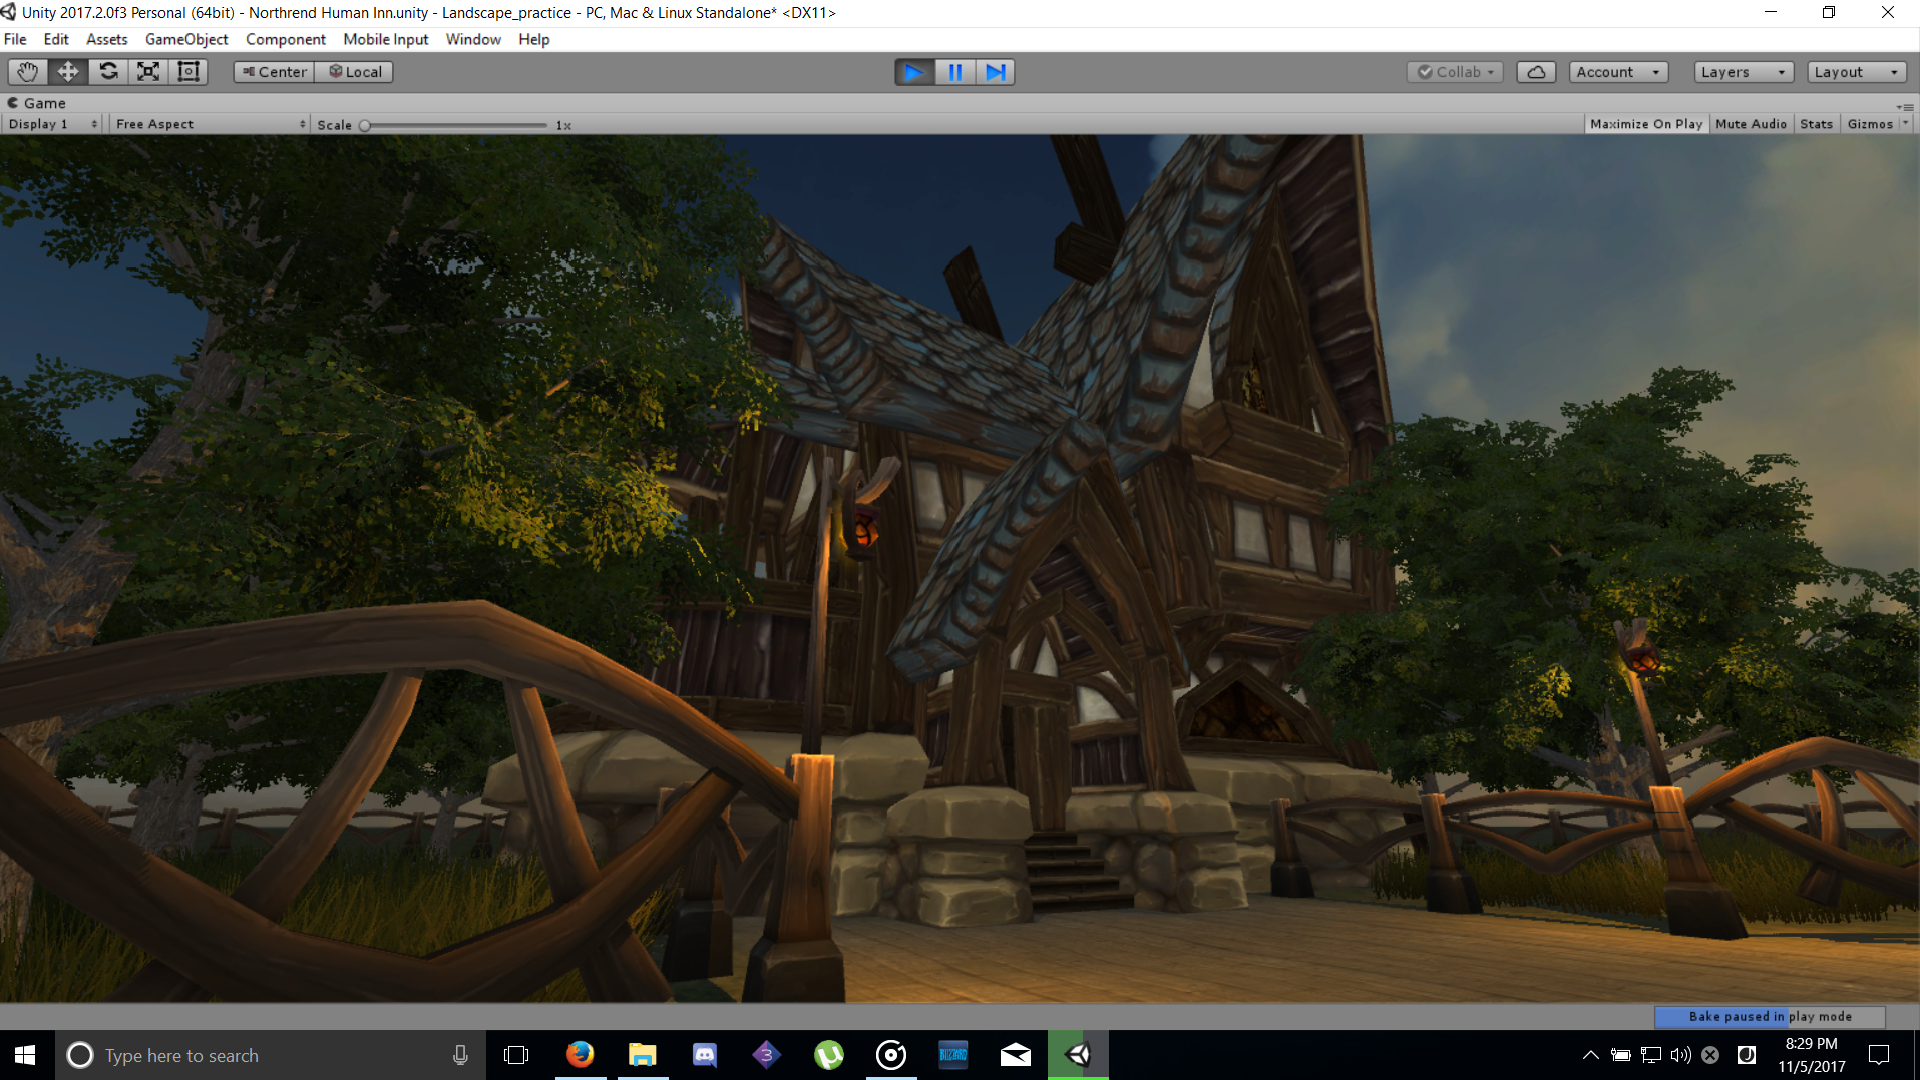 Unity 2017.2.0f3 Personal (64bit) - Northrend Human Inn.unity - Landscape_practice - PC, Mac & Linux Standalone* <DX11>
File Edit Assets GameObject Component Mobile Input Window Help
Center Local Collab Account Layers Layout
Game
Display 1 Free Aspect Scale 1x Maximize On Play Mute Audio Stats Gizmos
Bake paused in play mode
Type here to search 3 BLIZZARD 8:29 PM
11/5/2017